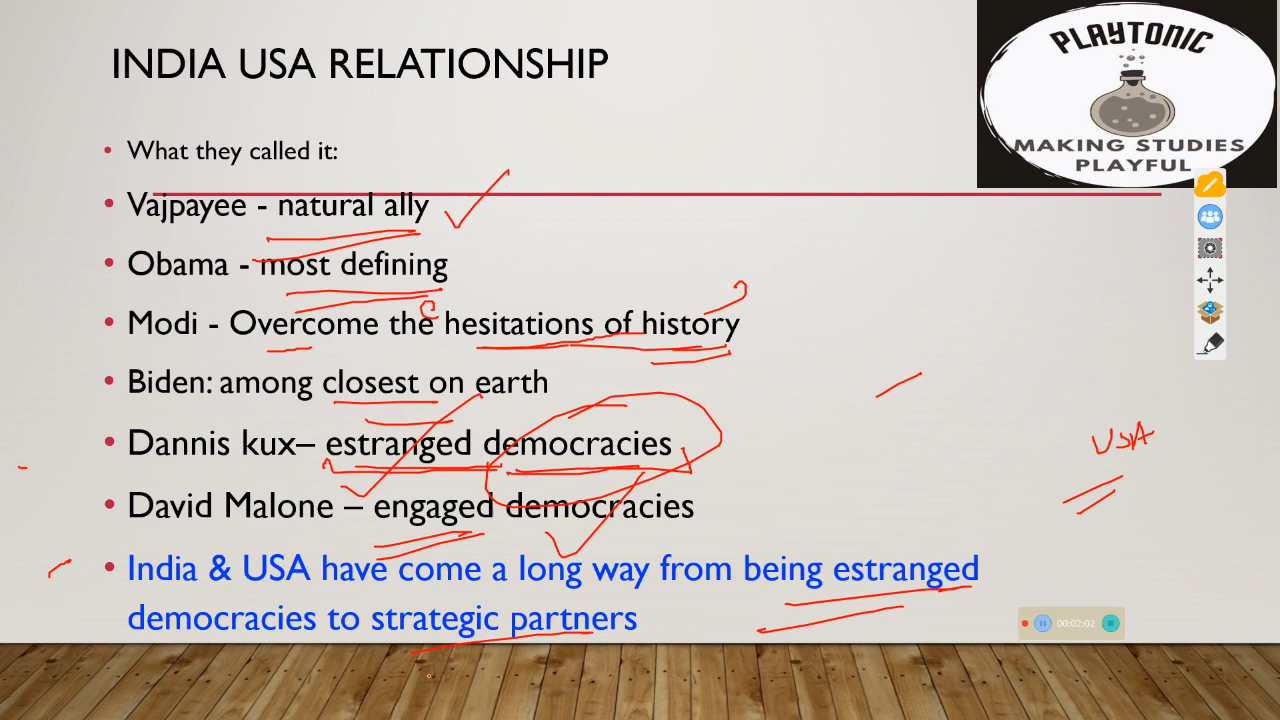 INDIA USA RELATIONSHIP
PLAYTONIC
MAKING STUDIES
PLAYFUL
• What they called it:
• Vajpayee - natural ally
• Obama - most defining
• Modi - Overcome the hesitations of history
• Biden: among closest on earth
• Dannis kux– estranged democracies
USA
• David Malone – engaged democracies
• India & USA have come a long way from being estranged
democracies to strategic partners
00:02:02